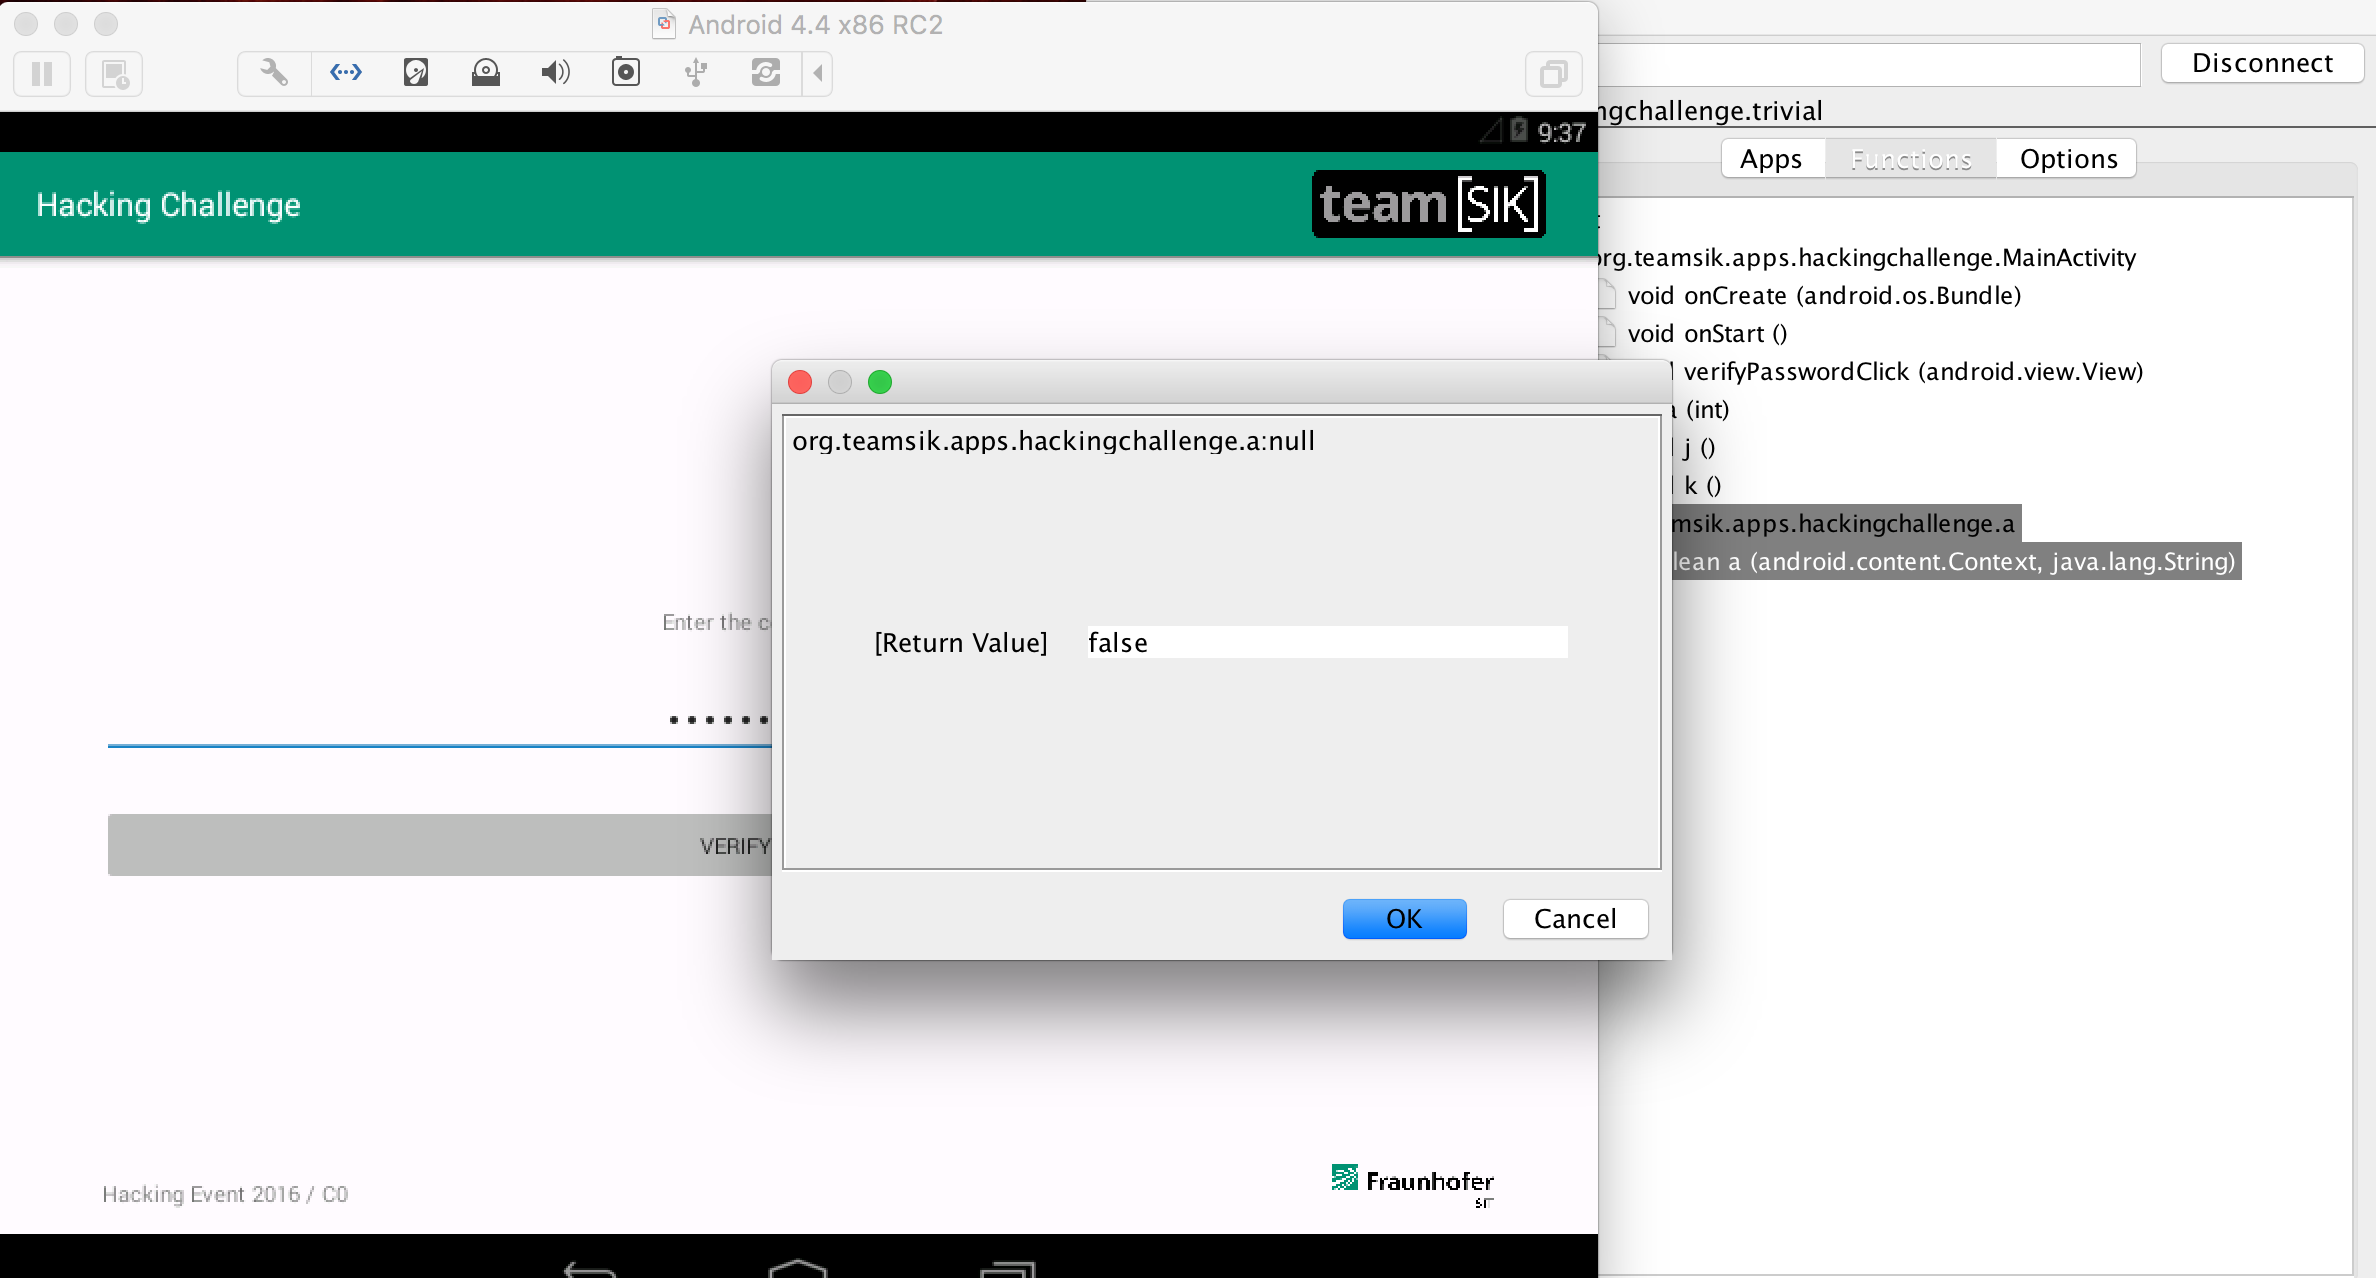 Android 4.4 x86 RC2
Disconnect
9:37
ngchallenge.trivial
Hacking Challenge
team [SIK]
Apps
Functions
Options
org.teamsik.apps.hackingchallenge.MainActivity
void onCreate (android.os.Bundle)
void onStart ()
verifyPasswordClick (android.view.View)
a (int)
j ()
k ()
msik.apps.hackingchallenge.a
lean a (android.content.Context, java.lang.String)
org.teamsik.apps.hackingchallenge.a:null
Enter the c
[Return Value] false
VERIFY
OK
Cancel
Fraunhofer
SIT
Hacking Event 2016 / C0